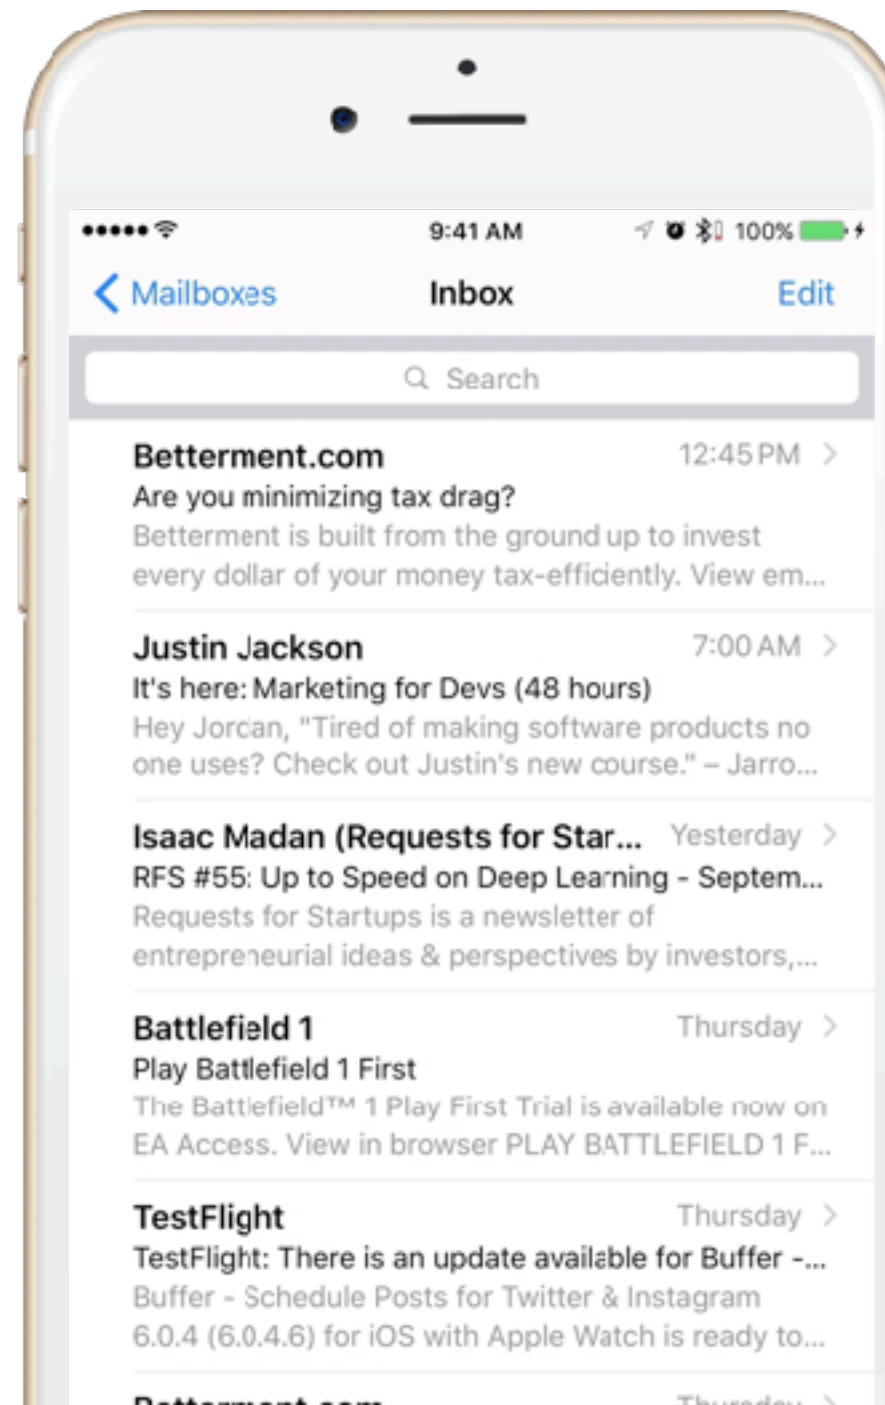 9:41 AM 100%
Mailboxes Inbox Edit
Search
Betterment.com 12:45 PM
Are you minimizing tax drag?
Betterment is built from the ground up to invest
every dollar of your money tax-efficiently. View em...
Justin Jackson 7:00 AM
It's here: Marketing for Devs (48 hours)
Hey Jordan, "Tired of making software products no
one uses? Check out Justin's new course." – Jarro...
Isaac Madan (Requests for Star... Yesterday
RFS #55: Up to Speed on Deep Learning - Septem...
Requests for Startups is a newsletter of
entrepreneurial ideas & perspectives by investors,...
Battlefield 1 Thursday
Play Battlefield 1 First
The Battlefield™ 1 Play First Trial is available now on
EA Access. View in browser PLAY BATTLEFIELD 1 F...
TestFlight Thursday
TestFlight: There is an update available for Buffer -...
Buffer - Schedule Posts for Twitter & Instagram
6.0.4 (6.0.4.6) for iOS with Apple Watch is ready to...
Betterment.com Thursday